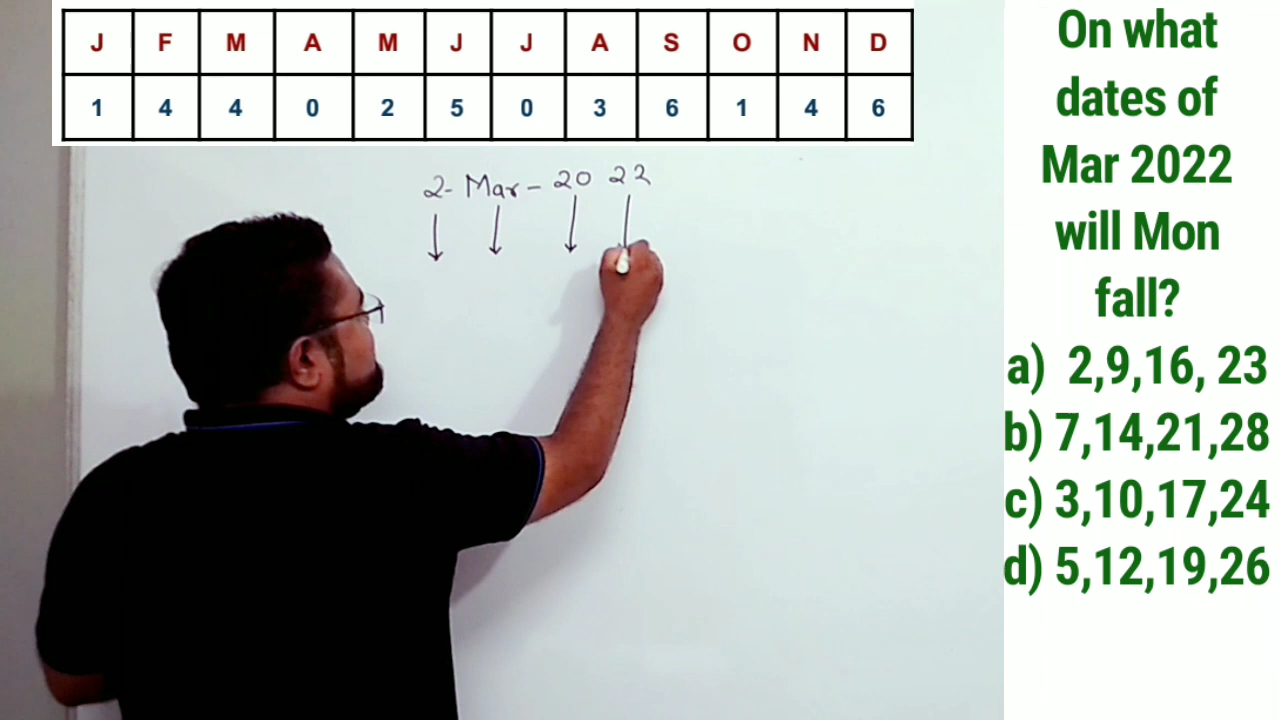 J F M A M J J A S O N D
1 4 4 0 2 5 0 3 6 1 4 6
2- Mar - 20 22
On what
dates of
Mar 2022
will Mon
fall?
a) 2,9,16, 23
b) 7,14,21,28
c) 3,10,17,24
d) 5,12,19,26